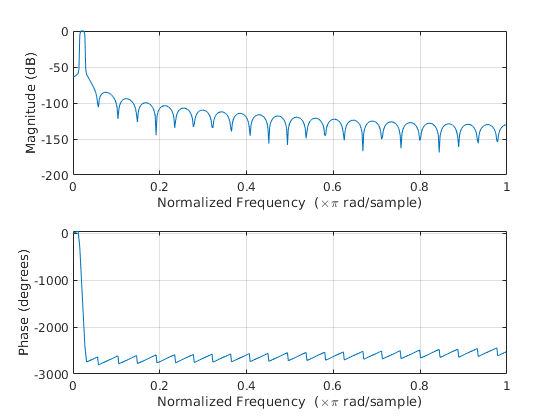 0
-50
-100
-150
-200
Magnitude (dB)
0 0.2 0.4 0.6 0.8 1
Normalized Frequency (×π rad/sample)
0
-1000
-2000
-3000
Phase (degrees)
0 0.2 0.4 0.6 0.8 1
Normalized Frequency (×π rad/sample)